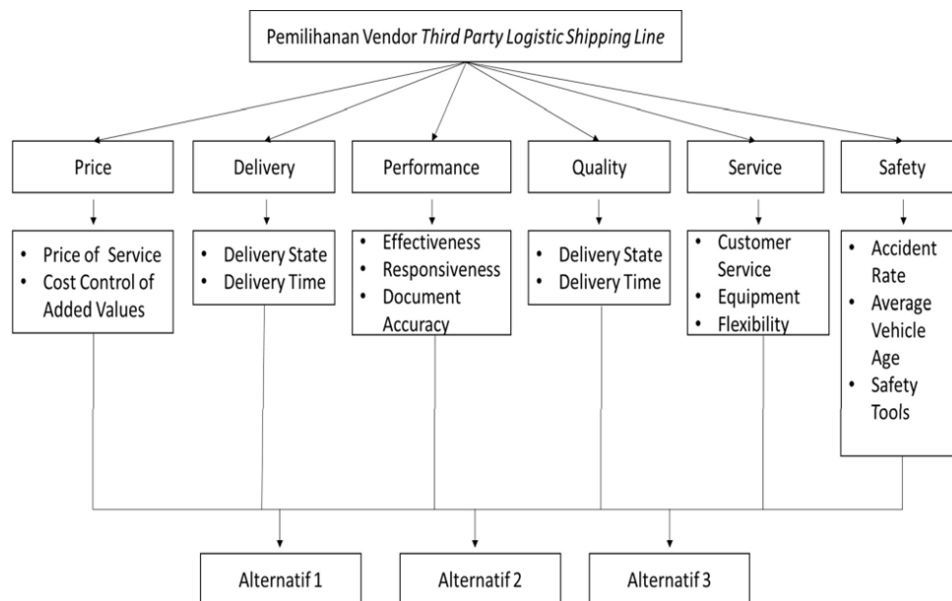 Pemilihanan Vendor Third Party Logistic Shipping Line
Price
Delivery
Performance
Quality
Service
Safety
• Price of Service
• Cost Control of
Added Values
• Delivery State
• Delivery Time
• Effectiveness
• Responsiveness
• Document
Accuracy
• Delivery State
• Delivery Time
• Customer
Service
• Equipment
• Flexibility
• Accident
Rate
• Average
Vehicle
Age
• Safety
Tools
Alternatif 1
Alternatif 2
Alternatif 3